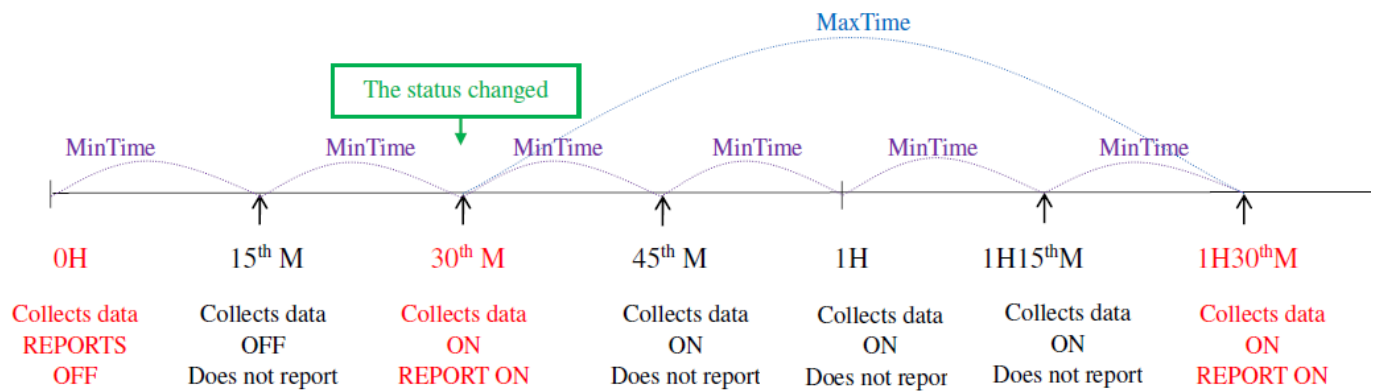 MaxTime
The status changed
MinTime MinTime MinTime MinTime MinTime MinTime
0H 15th M 30th M 45th M 1H 1H15thM 1H30thM
Collects data Collects data Collects data Collects data Collects data Collects data Collects data
REPORTS OFF ON ON ON ON ON
OFF Does not report REPORT ON Does not report Does not repor Does not report REPORT ON